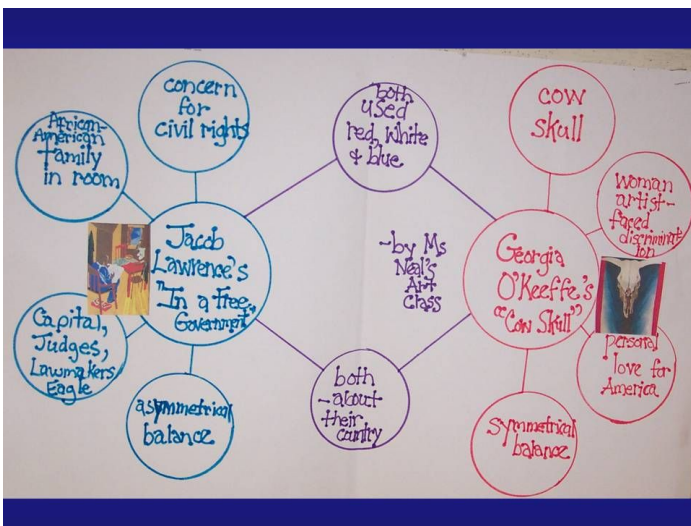 concern
for
civil rights
African-
American
family
in room
Jacob
Lawrence's
"In a Free
Government"
Capital,
Judges,
Lawmakers
Eagle
asymmetrical
balance
both
used
red, white
& blue
-by Ms
Neal's
Art
Class
both
-about
their
country
cow
skull
Woman
artist-
faced
discriminat
ion
Georgia
O'Keeffe's
"Cow Skull"
personal
love for
America
symmetrical
balance